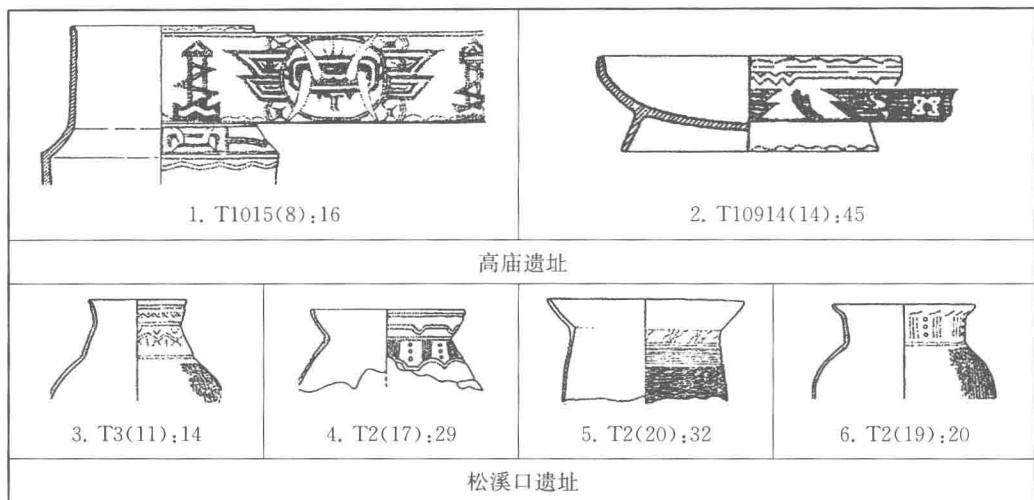 1. T1015(8):16
2. T10914(14):45
高庙遗址
3. T3(11):14
4. T2(17):29
5. T2(20):32
6. T2(19):20
松溪口遗址